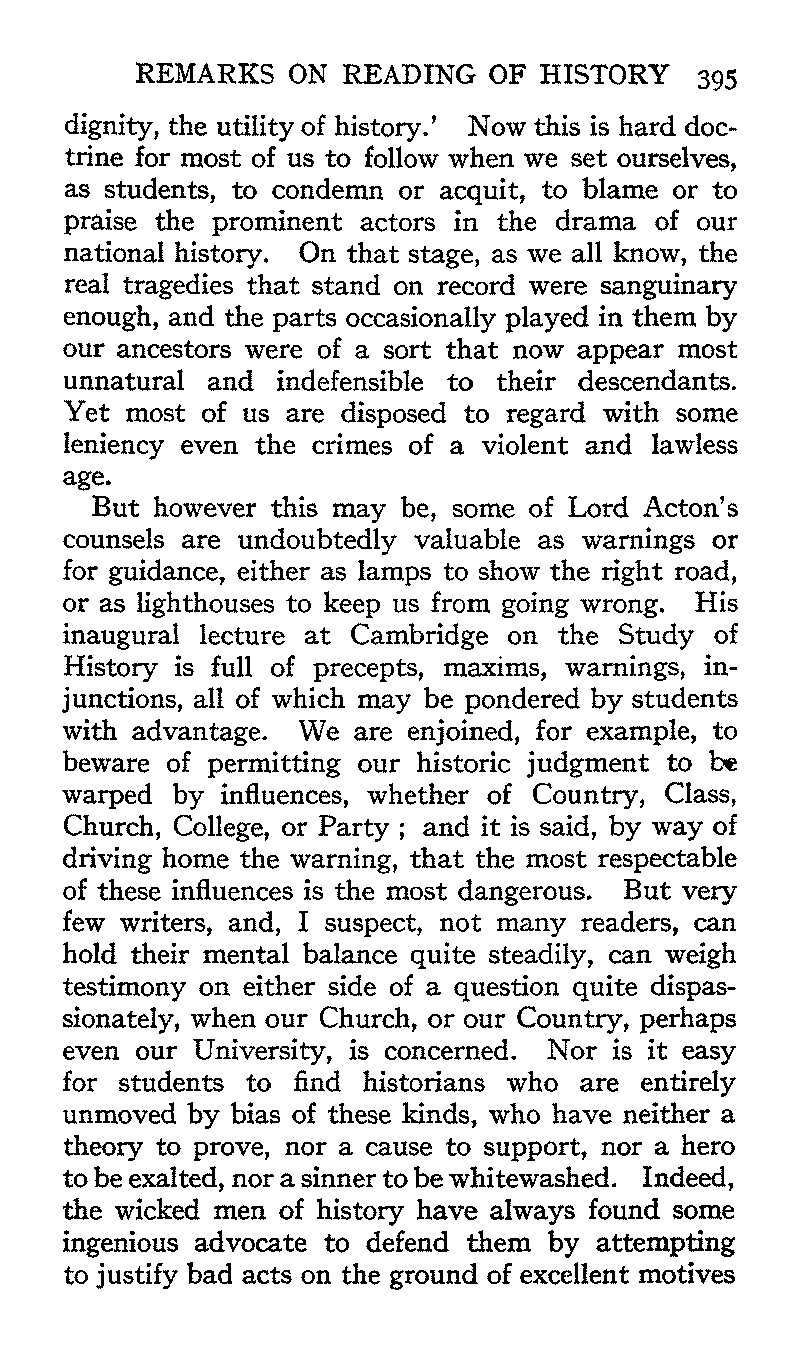 REMARKS ON READING OF HISTORY 395
dignity, the utility of history.' Now this is hard doc-
trine for most of us to follow when we set ourselves,
as students, to condemn or acquit, to blame or to
praise the prominent actors in the drama of our
national history. On that stage, as we all know, the
real tragedies that stand on record were sanguinary
enough, and the parts occasionally played in them by
our ancestors were of a sort that now appear most
unnatural and indefensible to their descendants.
Yet most of us are disposed to regard with some
leniency even the crimes of a violent and lawless
age.
But however this may be, some of Lord Acton's
counsels are undoubtedly valuable as warnings or
for guidance, either as lamps to show the right road,
or as lighthouses to keep us from going wrong. His
inaugural lecture at Cambridge on the Study of
History is full of precepts, maxims, warnings, in-
junctions, all of which may be pondered by students
with advantage. We are enjoined, for example, to
beware of permitting our historic judgment to be
warped by influences, whether of Country, Class,
Church, College, or Party ; and it is said, by way of
driving home the warning, that the most respectable
of these influences is the most dangerous. But very
few writers, and, I suspect, not many readers, can
hold their mental balance quite steadily, can weigh
testimony on either side of a question quite dispas-
sionately, when our Church, or our Country, perhaps
even our University, is concerned. Nor is it easy
for students to find historians who are entirely
unmoved by bias of these kinds, who have neither a
theory to prove, nor a cause to support, nor a hero
to be exalted, nor a sinner to be whitewashed. Indeed,
the wicked men of history have always found some
ingenious advocate to defend them by attempting
to justify bad acts on the ground of excellent motives